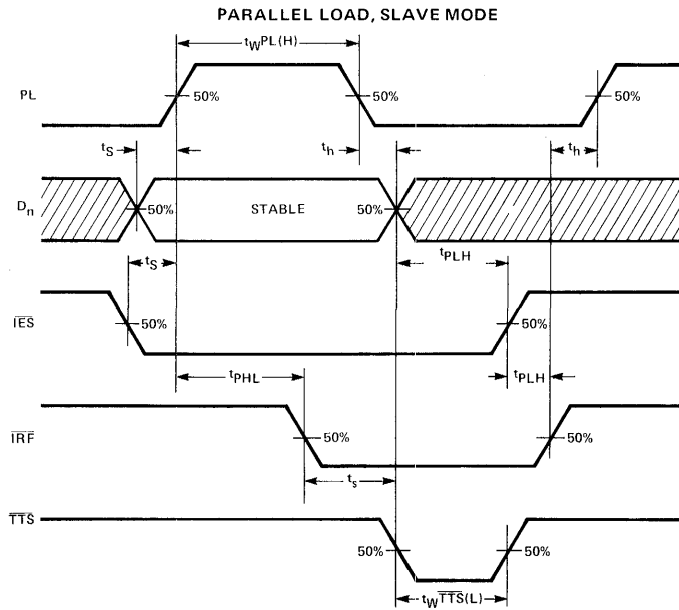 PARALLEL LOAD, SLAVE MODE
tWPL(H)
PL
50%
50%
50%
tS
th
th
Dn
50%
STABLE
50%
tS
tPLH
IES
50%
50%
tPHL
tPLH
IRF
50%
50%
ts
TTS
50%
50%
tWTTS(L)